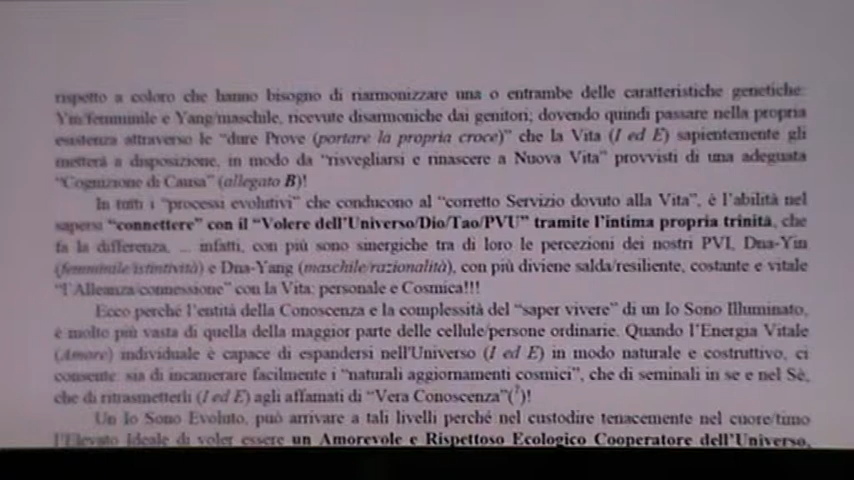 rispetto a coloro che hanno bisogno di riarmonizzare una o entrambe delle caratteristiche genetiche:
Yin/femminile e Yang/maschile, ricevute disarmoniche dai genitori; dovendo quindi passare nella propria
esistenza attraverso le “dure Prove (portare la propria croce)” che la Vita (I ed E) sapientemente gli
metterà a disposizione, in modo da “risvegliarsi e rinascere a Nuova Vita” provvisti di una adeguata
“Cognizione di Causa” (allegato B)!
In tutti i “processi evolutivi” che conducono al “corretto Servizio dovuto alla Vita”, è l’abilità nel
sapersi “connettere” con il “Volere dell’Universo/Dio/Tao/PVU” tramite l’intima propria trinità, che
fa la differenza, ... infatti, con più sono sinergiche tra di loro le percezioni dei nostri PVI, Dna-Yin
(femminile/istintività) e Dna-Yang (maschile/razionalità), con più diviene salda/resiliente, costante e vitale
“l’Alleanza/connessione” con la Vita: personale e Cosmica!!!
Ecco perché l’entità della Conoscenza e la complessità del “saper vivere” di un Io Sono Illuminato,
è molto più vasta di quella della maggior parte delle cellule/persone ordinarie. Quando l’Energia Vitale
(Amore) individuale è capace di espandersi nell'Universo (I ed E) in modo naturale e costruttivo, ci
consente: sia di incamerare facilmente i “naturali aggiornamenti cosmici”, che di seminali in se e nel Sè,
che di ritrasmetterli (I ed E) agli affamati di “Vera Conoscenza”()!
Un Io Sono Evoluto, può arrivare a tali livelli perché nel custodire tenacemente nel cuore/timo
l’Elevato Ideale di voler essere un Amorevole e Rispettoso Ecologico Cooperatore dell’Universo,